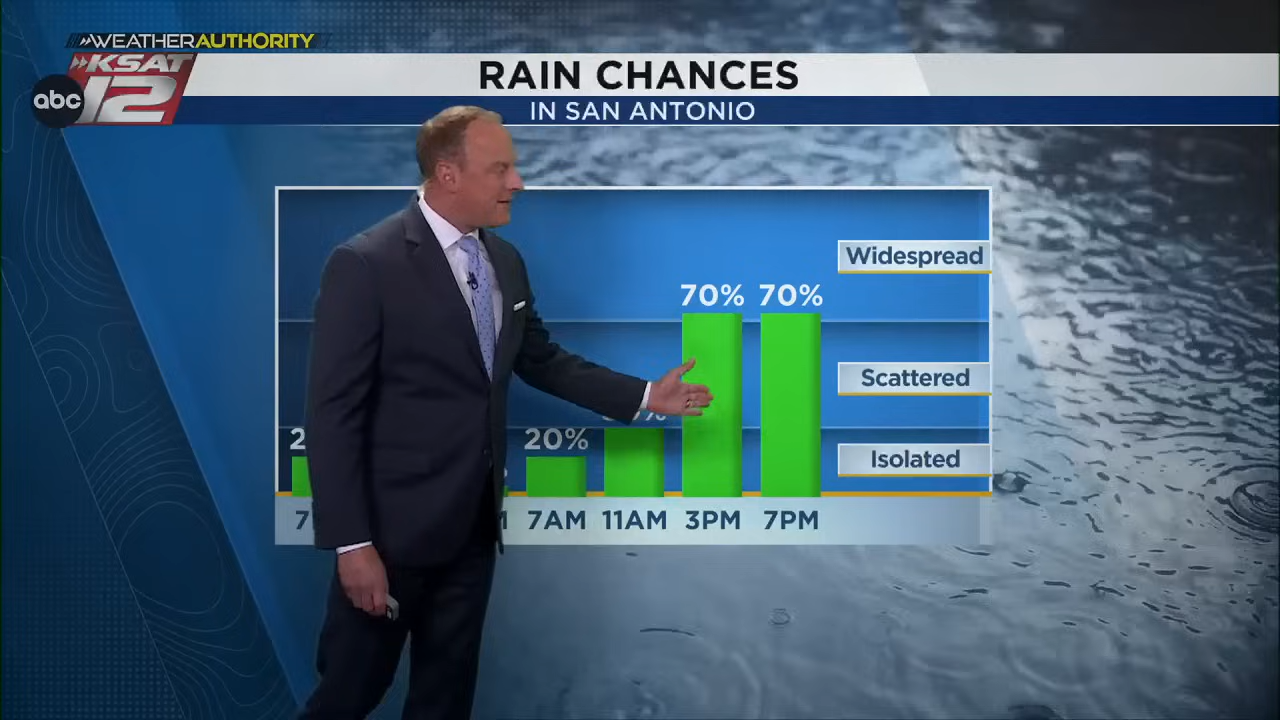 WEATHERAUTHORITY
KSAT
abc 12
RAIN CHANCES
IN SAN ANTONIO
Widespread
70% 70%
Scattered
20%
Isolated
7AM 11AM 3PM 7PM